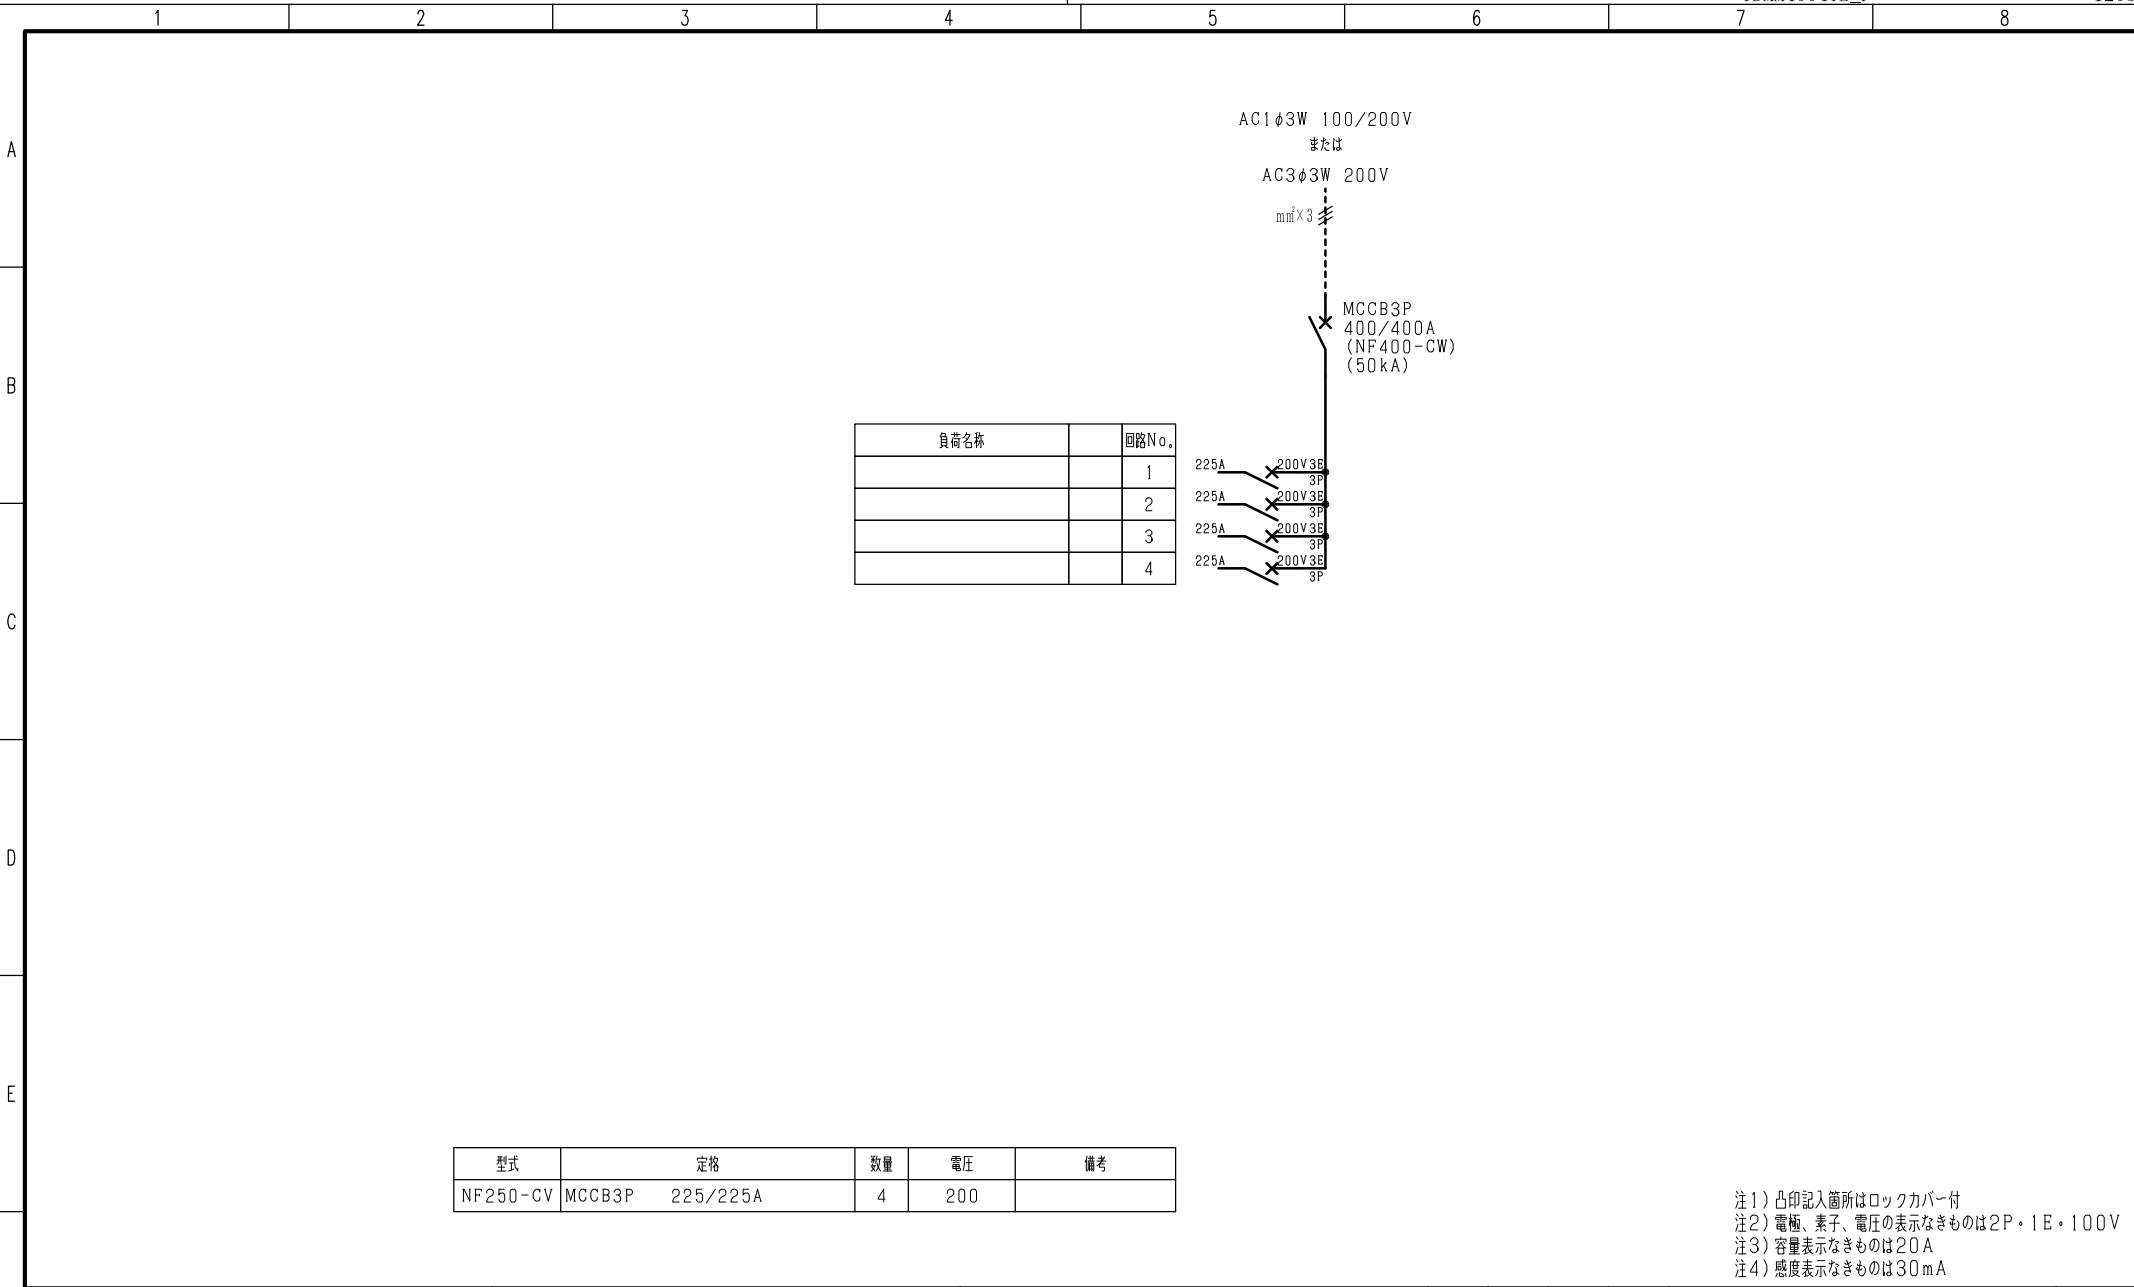 1 2 3 4 5 6 7 8
A
B
C
D
E
AC1φ3W 100/200V
または
AC3φ3W 200V
mm²×3
MCCB3P
400/400A
(NF400-CW)
(50kA)
負荷名称 回路No。
1
2
3
4
225A 200V3E
3P
225A 200V3E
3P
225A 200V3E
3P
225A 200V3E
3P
型式 定格 数量 電圧 備考
NF250-CV MCCB3P 225/225A 4 200
注1)凸印記入箇所はロックカバー付
注2)電極、素子、電圧の表示なきものは2P・1E・100V
注3)容量表示なきものは20A
注4)感度表示なきものは30mA